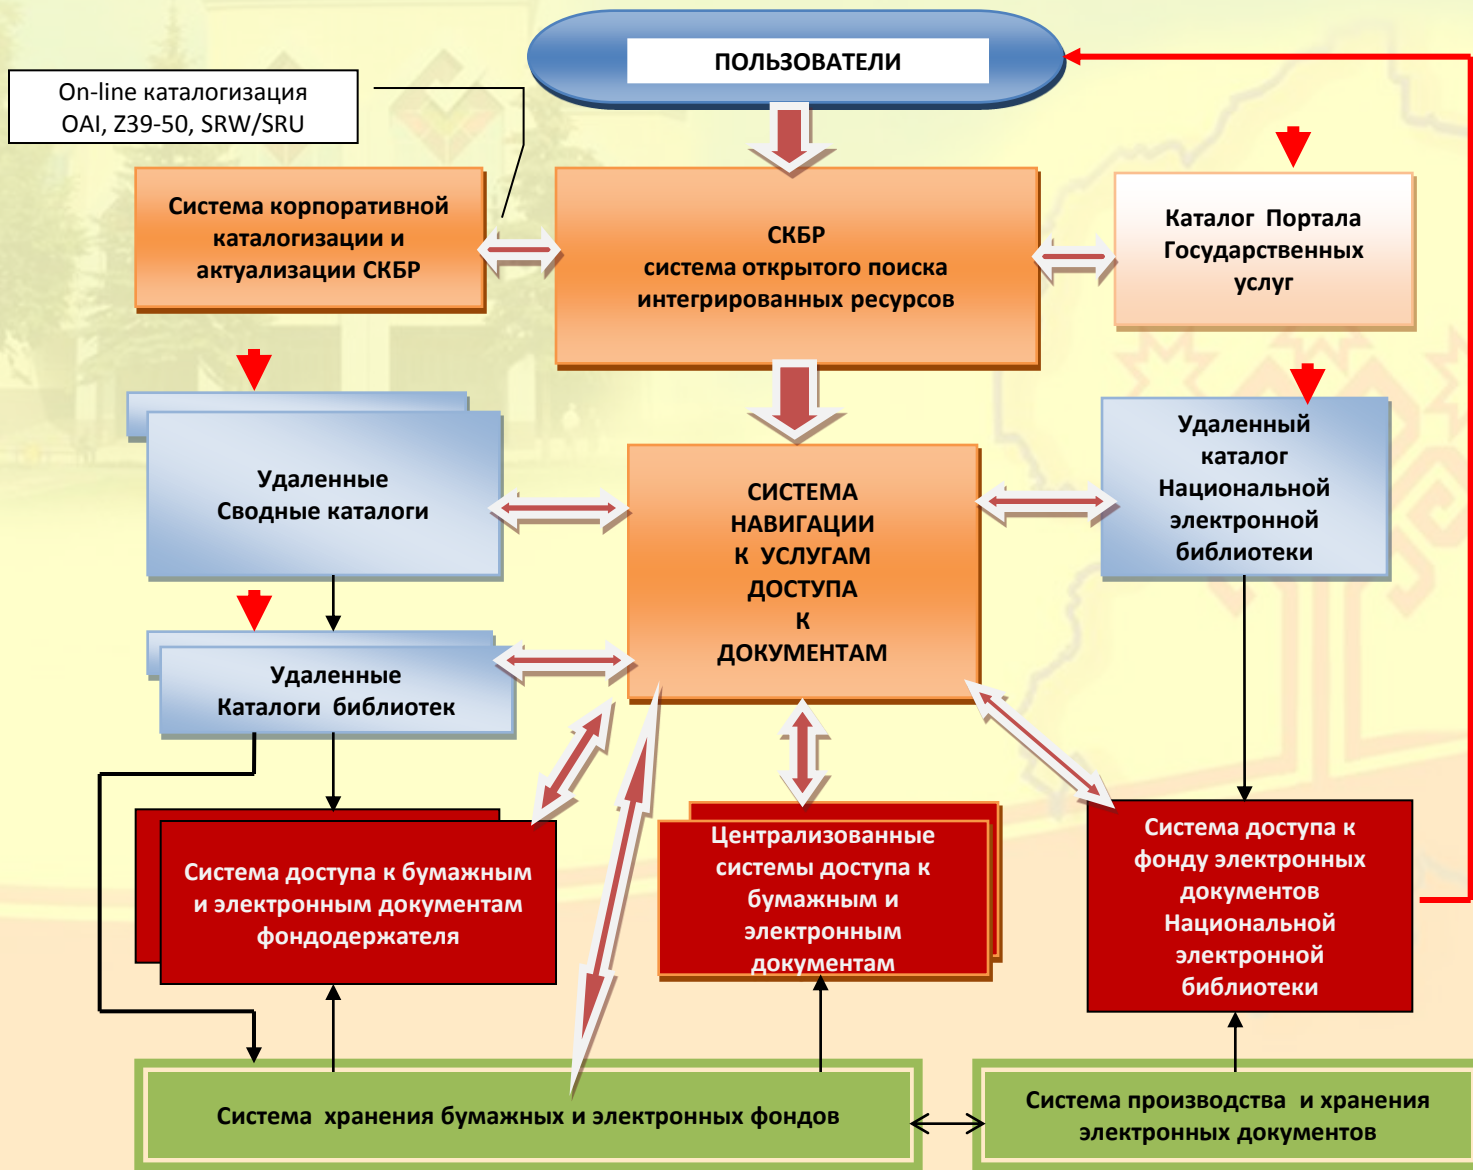 ПОЛЬЗОВАТЕЛИ
On-line каталогизация
OAI, Z39-50, SRW/SRU
Система корпоративной
каталогизации и
актуализации СКБР
СКБР
система открытого поиска
интегрированных ресурсов
Каталог Портала
Государственных
услуг
Удаленные
Сводные каталоги
СИСТЕМА
НАВИГАЦИИ
К УСЛУГАМ
ДОСТУПА
К
ДОКУМЕНТАМ
Удаленный
каталог
Национальной
электронной
библиотеки
Удаленные
Каталоги библиотек
Система доступа к бумажным
и электронным документам
фондодержателя
Централизованные
системы доступа к
бумажным и
электронным
документам
Система доступа к
фонду электронных
документов
Национальной
электронной
библиотеки
Система хранения бумажных и электронных фондов
Система производства и хранения
электронных документов